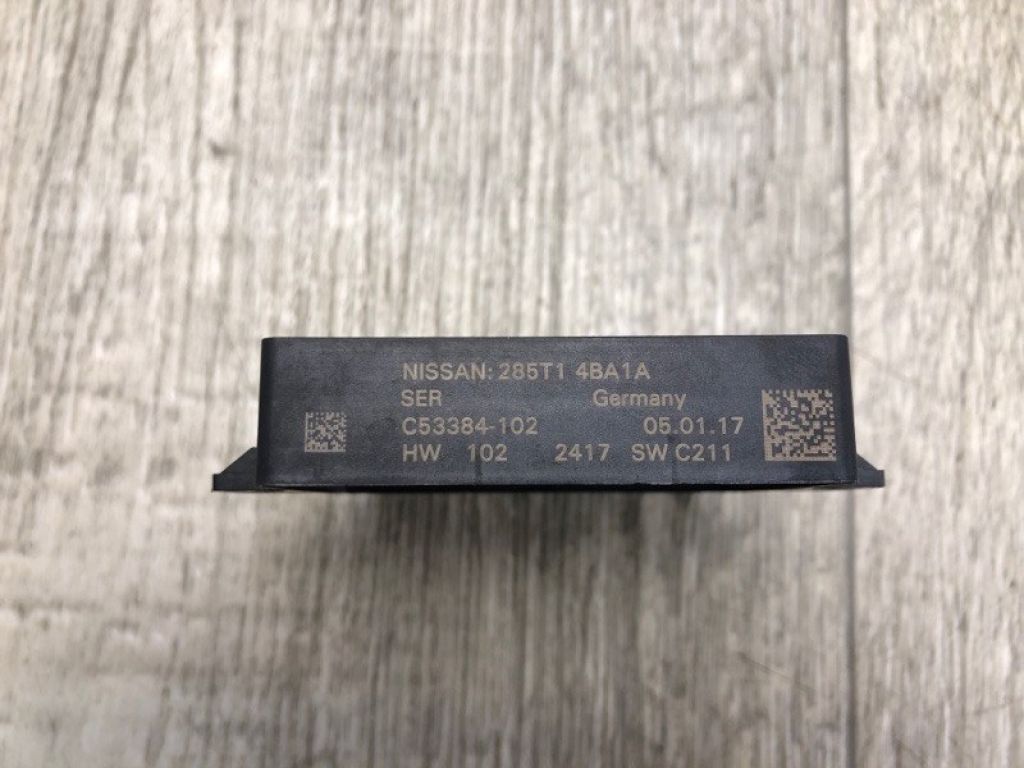 NISSAN: 285T1 4BA1A
SER Germany
C53384-102 05.01.17
HW 102 2417 SW C211